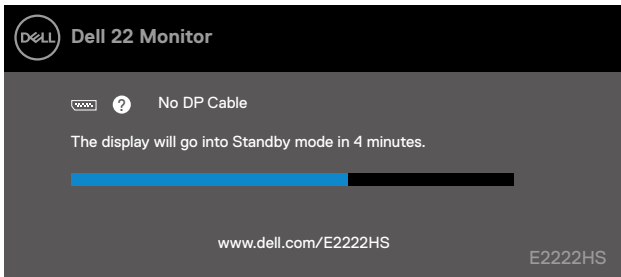 DELL
Dell 22 Monitor
? No DP Cable
The display will go into Standby mode in 4 minutes.
www.dell.com/E2222HS
E2222HS